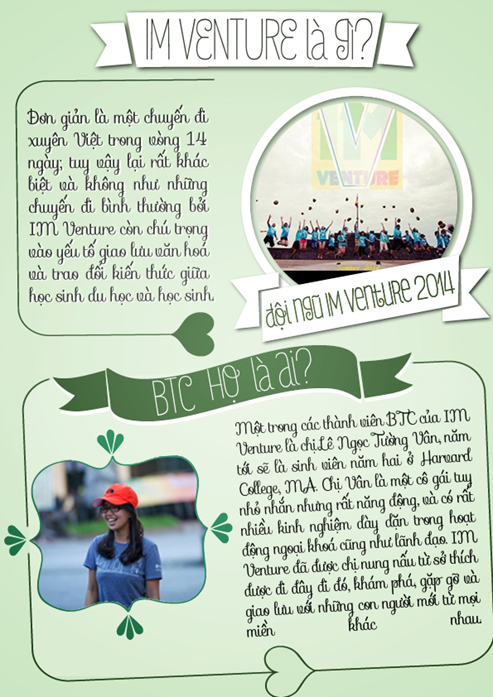 IM VENTURE là gì?
Đơn giản là một chuyến đi
xuyên Việt trong vòng 14
ngày; tuy vậy lại rất khác
biệt và không như những
chuyến đi bình thường bởi
IM Venture còn chú trọng
vào yếu tố giao lưu văn hoá
và trao đổi kiến thức giữa
học sinh du học và học sinh.
IM
VENTURE
đội ngũ IM Venture 2014
BTC HỌ là ai?
Một trong các thành viên BTC của IM
Venture là chị Lê Ngọc Tường Vân, năm
tới sẽ là sinh viên năm hai ở Harvard
College, MA. Chị Vân là một cô gái tuy
nhỏ nhắn nhưng rất năng động, và có rất
nhiều kinh nghiệm dày dặn trong hoạt
động ngoại khoá cũng như lãnh đạo. IM
Venture đã được chị nung nấu từ sở thích
được đi đây đi đó, khám phá, gặp gỡ và
giao lưu với những con người mới từ mọi
miền khác nhau.